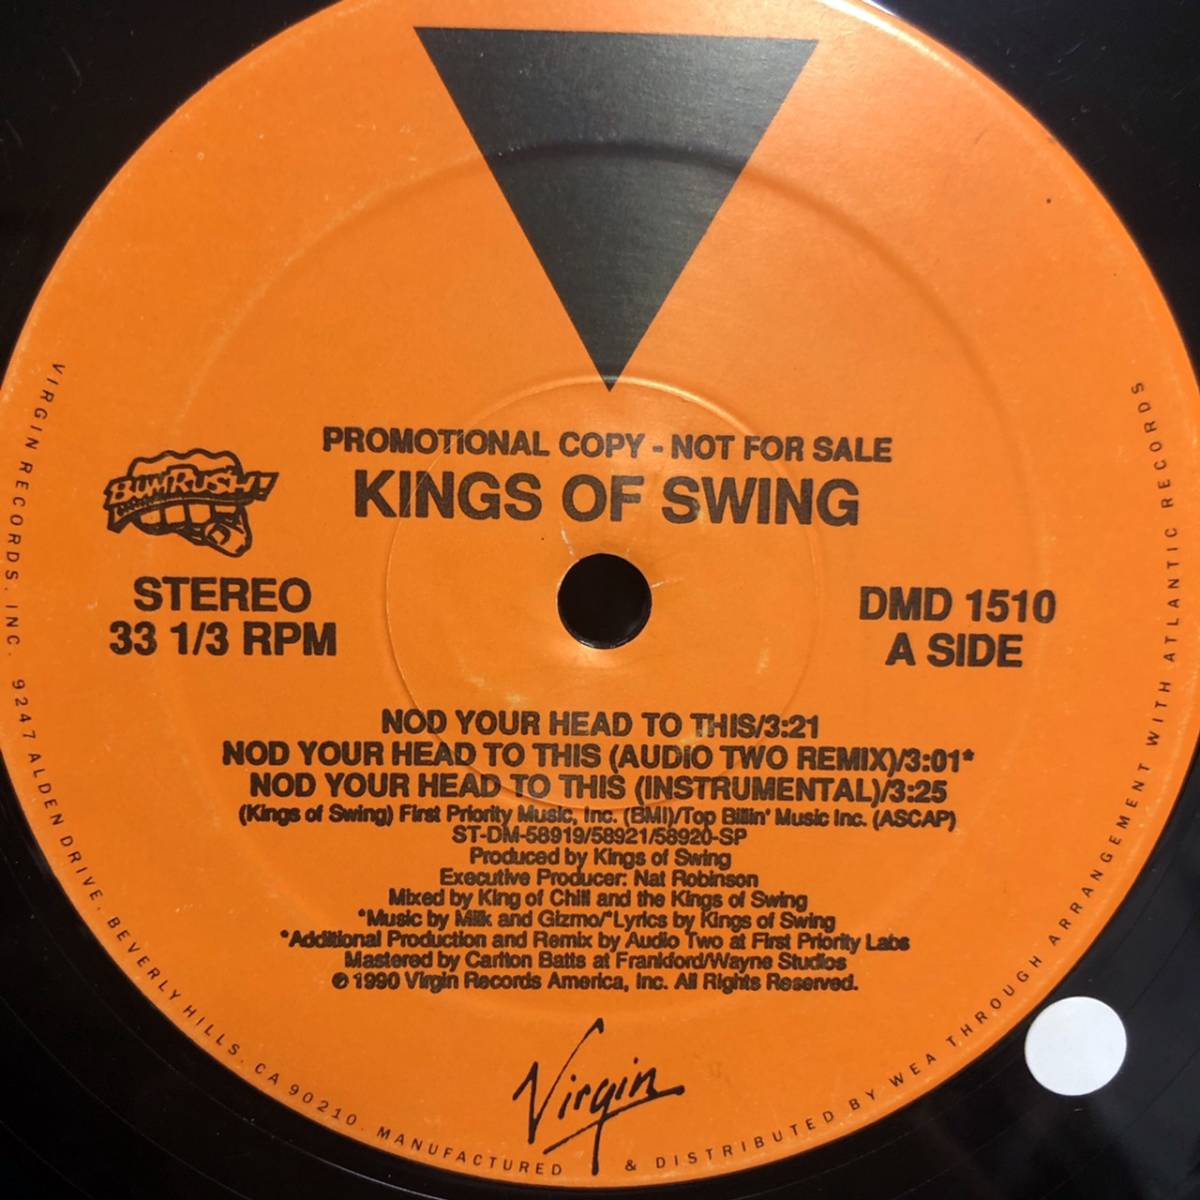 PROMOTIONAL COPY - NOT FOR SALE
KINGS OF SWING
BUMRUSH!
STEREO
33 1/3 RPM
DMD 1510
A SIDE
NOD YOUR HEAD TO THIS/3:21
NOD YOUR HEAD TO THIS (AUDIO TWO REMIX)/3:01*
NOD YOUR HEAD TO THIS (INSTRUMENTAL)/3:25
(Kings of Swing) First Priority Music, Inc. (BMI)/Top Billin' Music Inc. (ASCAP)
ST-DM-58919/58921/58920-SP
Produced by Kings of Swing
Executive Producer: Nat Robinson
Mixed by King of Chill and the Kings of Swing
*Music by Milk and Gizmo/*Lyrics by Kings of Swing
*Additional Production and Remix by Audio Two at First Priority Labs
Mastered by Carlton Batts at Frankford/Wayne Studios
℗ 1990 Virgin Records America, Inc. All Rights Reserved.
Virgin
VIRGIN RECORDS, INC. 9247 ALDEN DRIVE, BEVERLY HILLS, CA 90210. MANUFACTURED & DISTRIBUTED BY WEA THROUGH ARRANGEMENT WITH ATLANTIC RECORDS